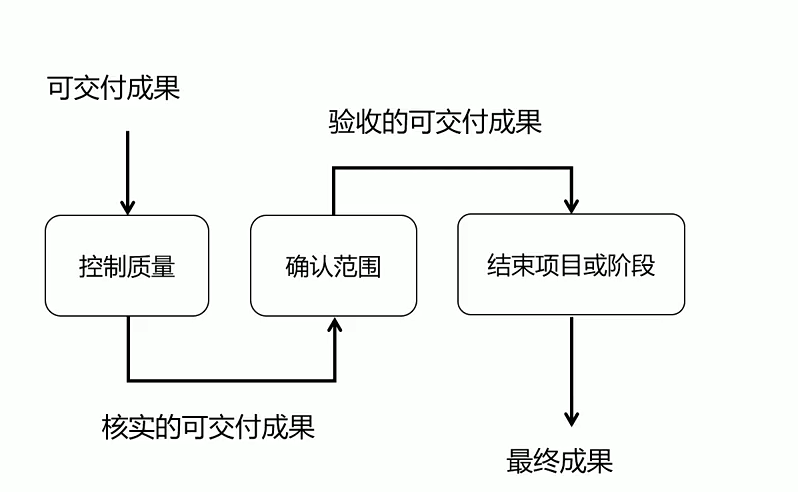 可交付成果
验收的可交付成果
控制质量
确认范围
结束项目或阶段
核实的可交付成果
最终成果